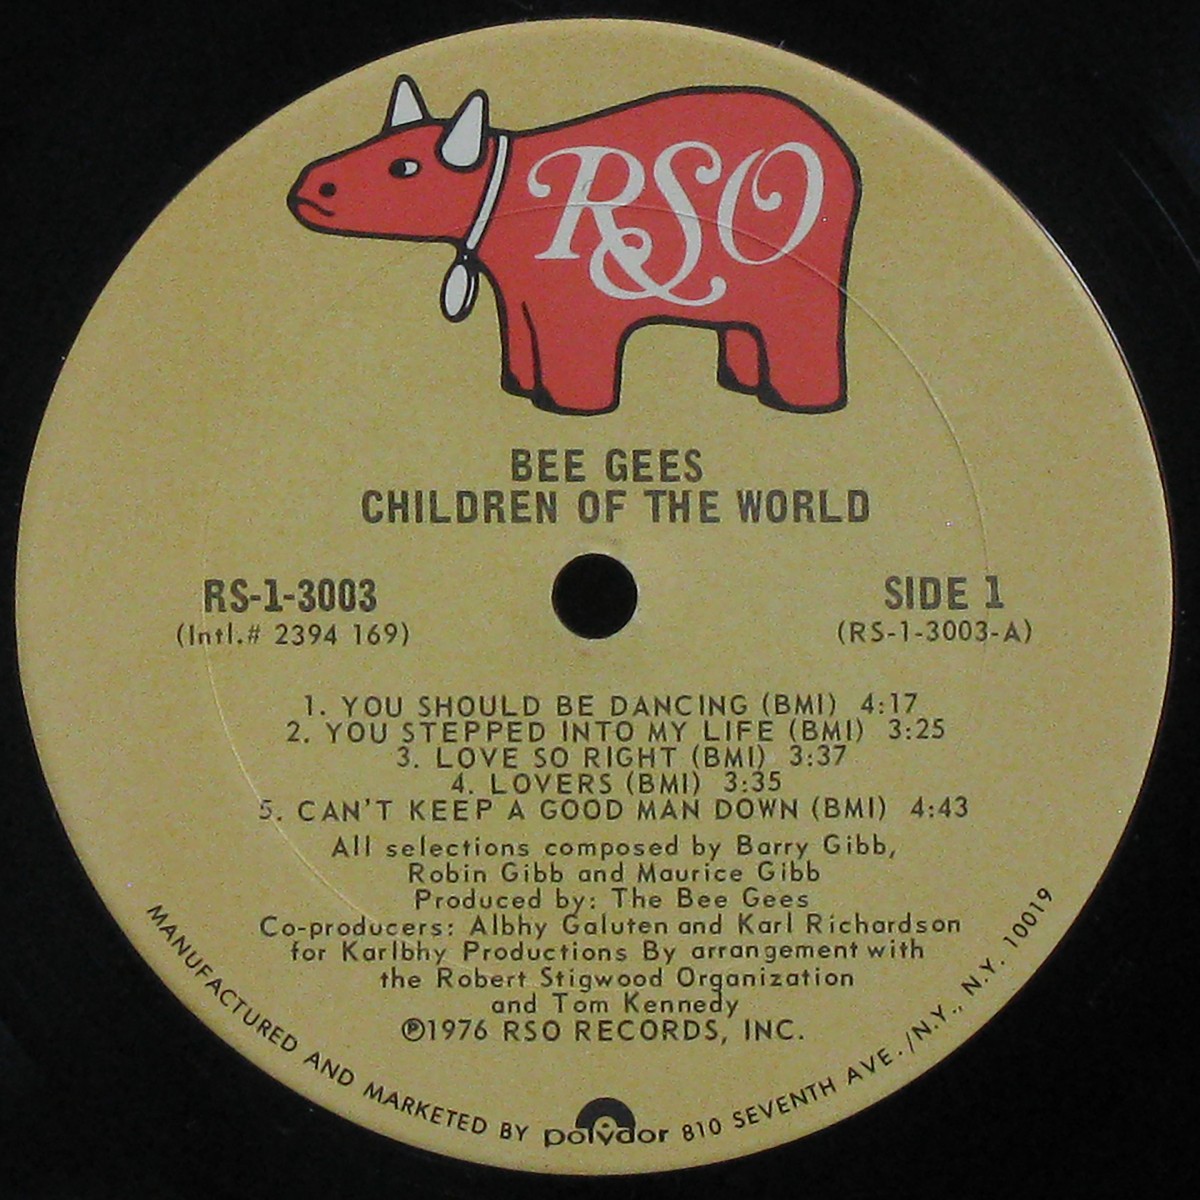 RSO
BEE GEES
CHILDREN OF THE WORLD
RS-1-3003
(Intl.# 2394 169)
SIDE 1
(RS-1-3003-A)
1. YOU SHOULD BE DANCING (BMI) 4:17
2. YOU STEPPED INTO MY LIFE (BMI) 3:25
3. LOVE SO RIGHT (BMI) 3:37
4. LOVERS (BMI) 3:35
5. CAN'T KEEP A GOOD MAN DOWN (BMI) 4:43
All selections composed by Barry Gibb,
Robin Gibb and Maurice Gibb
Produced by: The Bee Gees
Co-producers: Albhy Galuten and Karl Richardson
for Karlbhy Productions By arrangement with
the Robert Stigwood Organization
and Tom Kennedy
℗1976 RSO RECORDS, INC.
MANUFACTURED AND MARKETED BY polydor 810 SEVENTH AVE./N.Y., N.Y. 10019